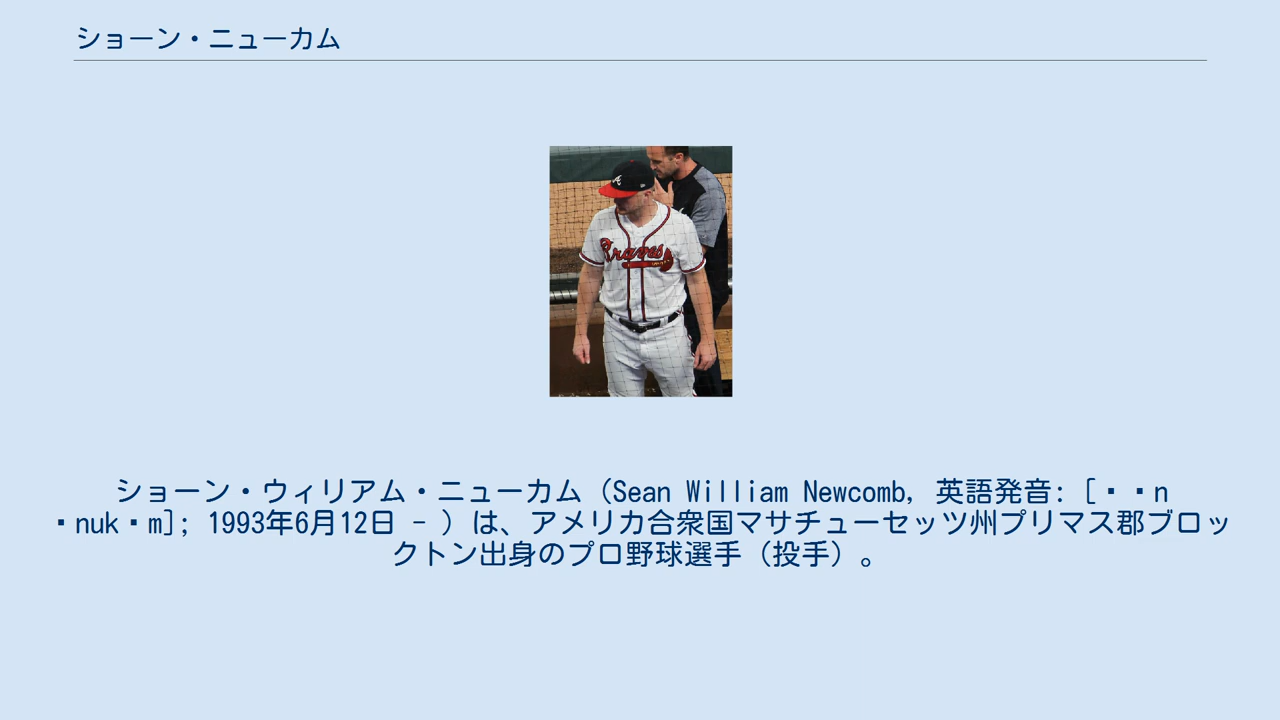 ショーン・ニューカム
Braves
ショーン・ウィリアム・ニューカム（Sean William Newcomb, 英語発音: [▪▪n
▪nuk▪m]; 1993年6月12日 - ）は、アメリカ合衆国マサチューセッツ州プリマス郡ブロッ
クトン出身のプロ野球選手（投手）。